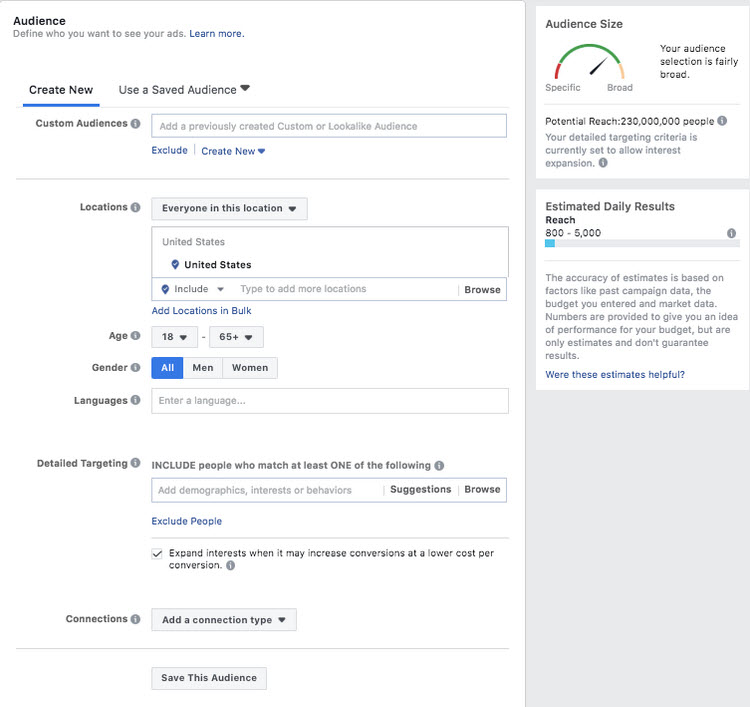 Audience
Define who you want to see your ads. Learn more.
Create New
Use a Saved Audience
Custom Audiences
Add a previously created Custom or Lookalike Audience
Exclude
Create New
Locations
Everyone in this location
United States
United States
Include
Type to add more locations
Browse
Add Locations in Bulk
Age
18
-
65+
Gender
All
Men
Women
Languages
Enter a language...
Detailed Targeting
INCLUDE people who match at least ONE of the following
Add demographics, interests or behaviors
Suggestions
Browse
Exclude People
Expand interests when it may increase conversions at a lower cost per
conversion.
Connections
Add a connection type
Save This Audience
Audience Size
Specific
Broad
Your audience
selection is fairly
broad.
Potential Reach:230,000,000 people
Your detailed targeting criteria is
currently set to allow interest
expansion.
Estimated Daily Results
Reach
800 - 5,000
The accuracy of estimates is based on
factors like past campaign data, the
budget you entered and market data.
Numbers are provided to give you an idea
of performance for your budget, but are
only estimates and don't guarantee
results.
Were these estimates helpful?